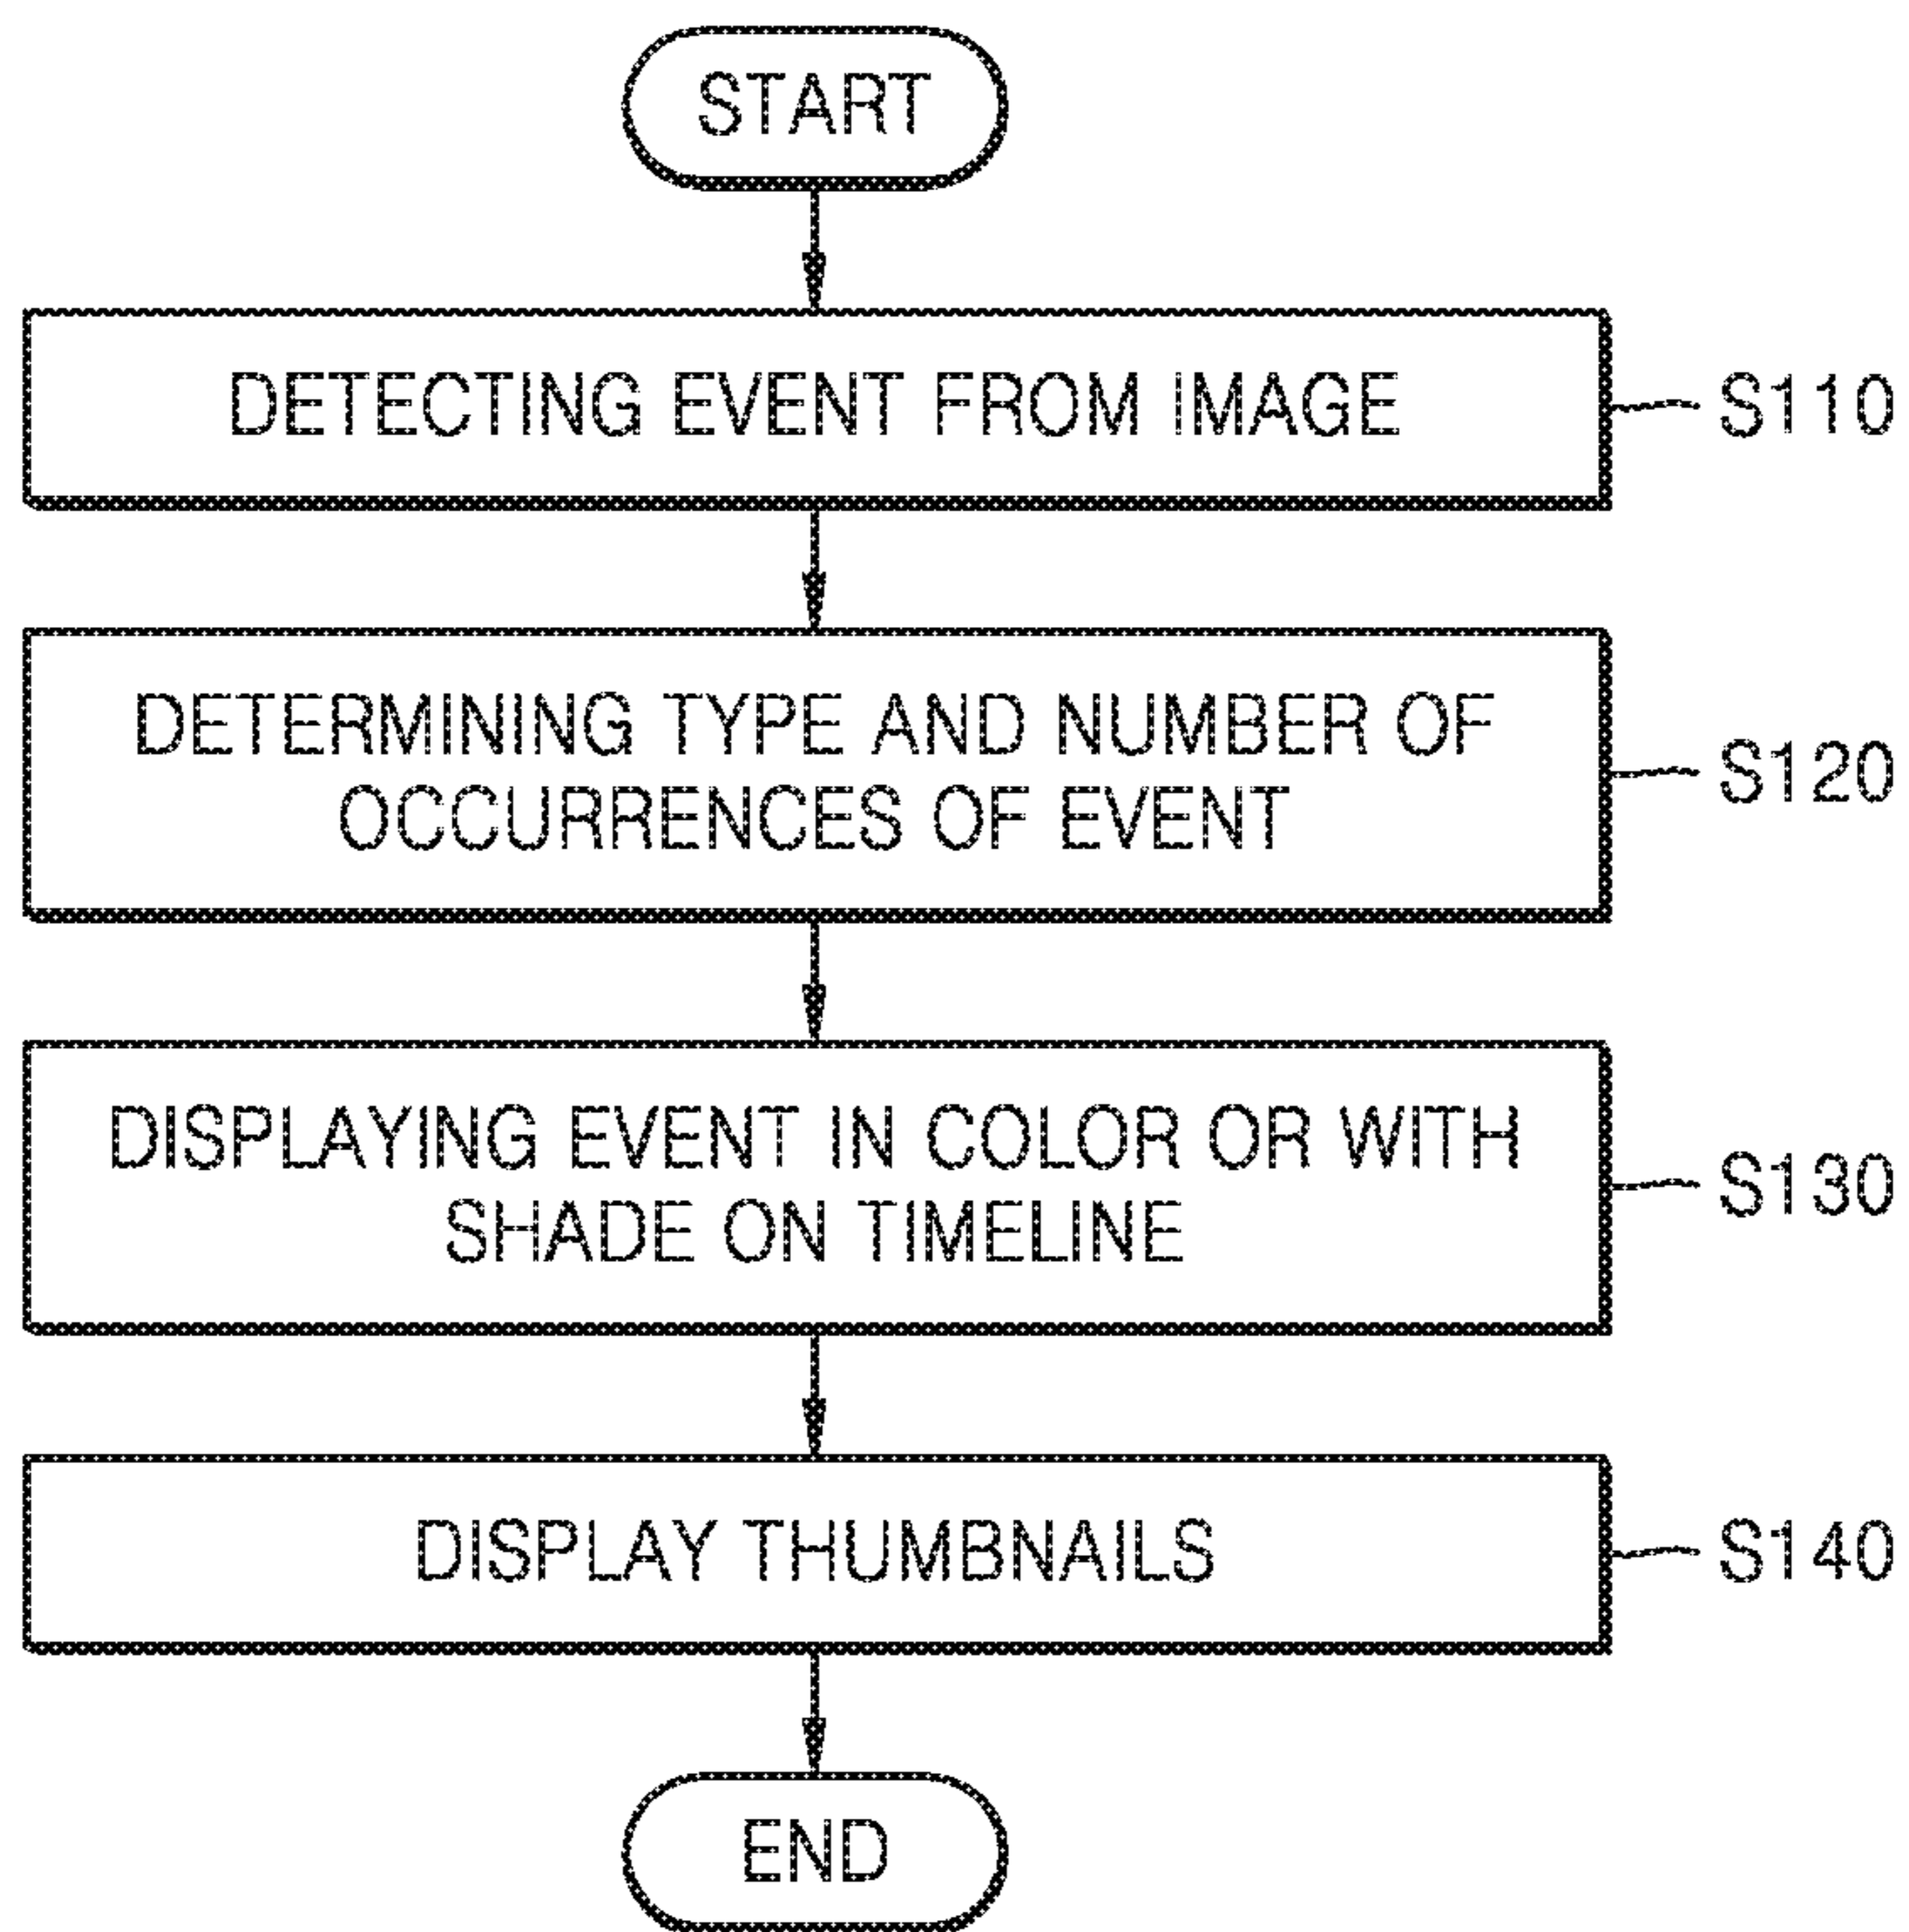 START
DETECTING EVENT FROM IMAGE
S110
DETERMINING TYPE AND NUMBER OF
OCCURRENCES OF EVENT
S120
DISPLAYING EVENT IN COLOR OR WITH
SHADE ON TIMELINE
S130
DISPLAY THUMBNAILS
S140
END